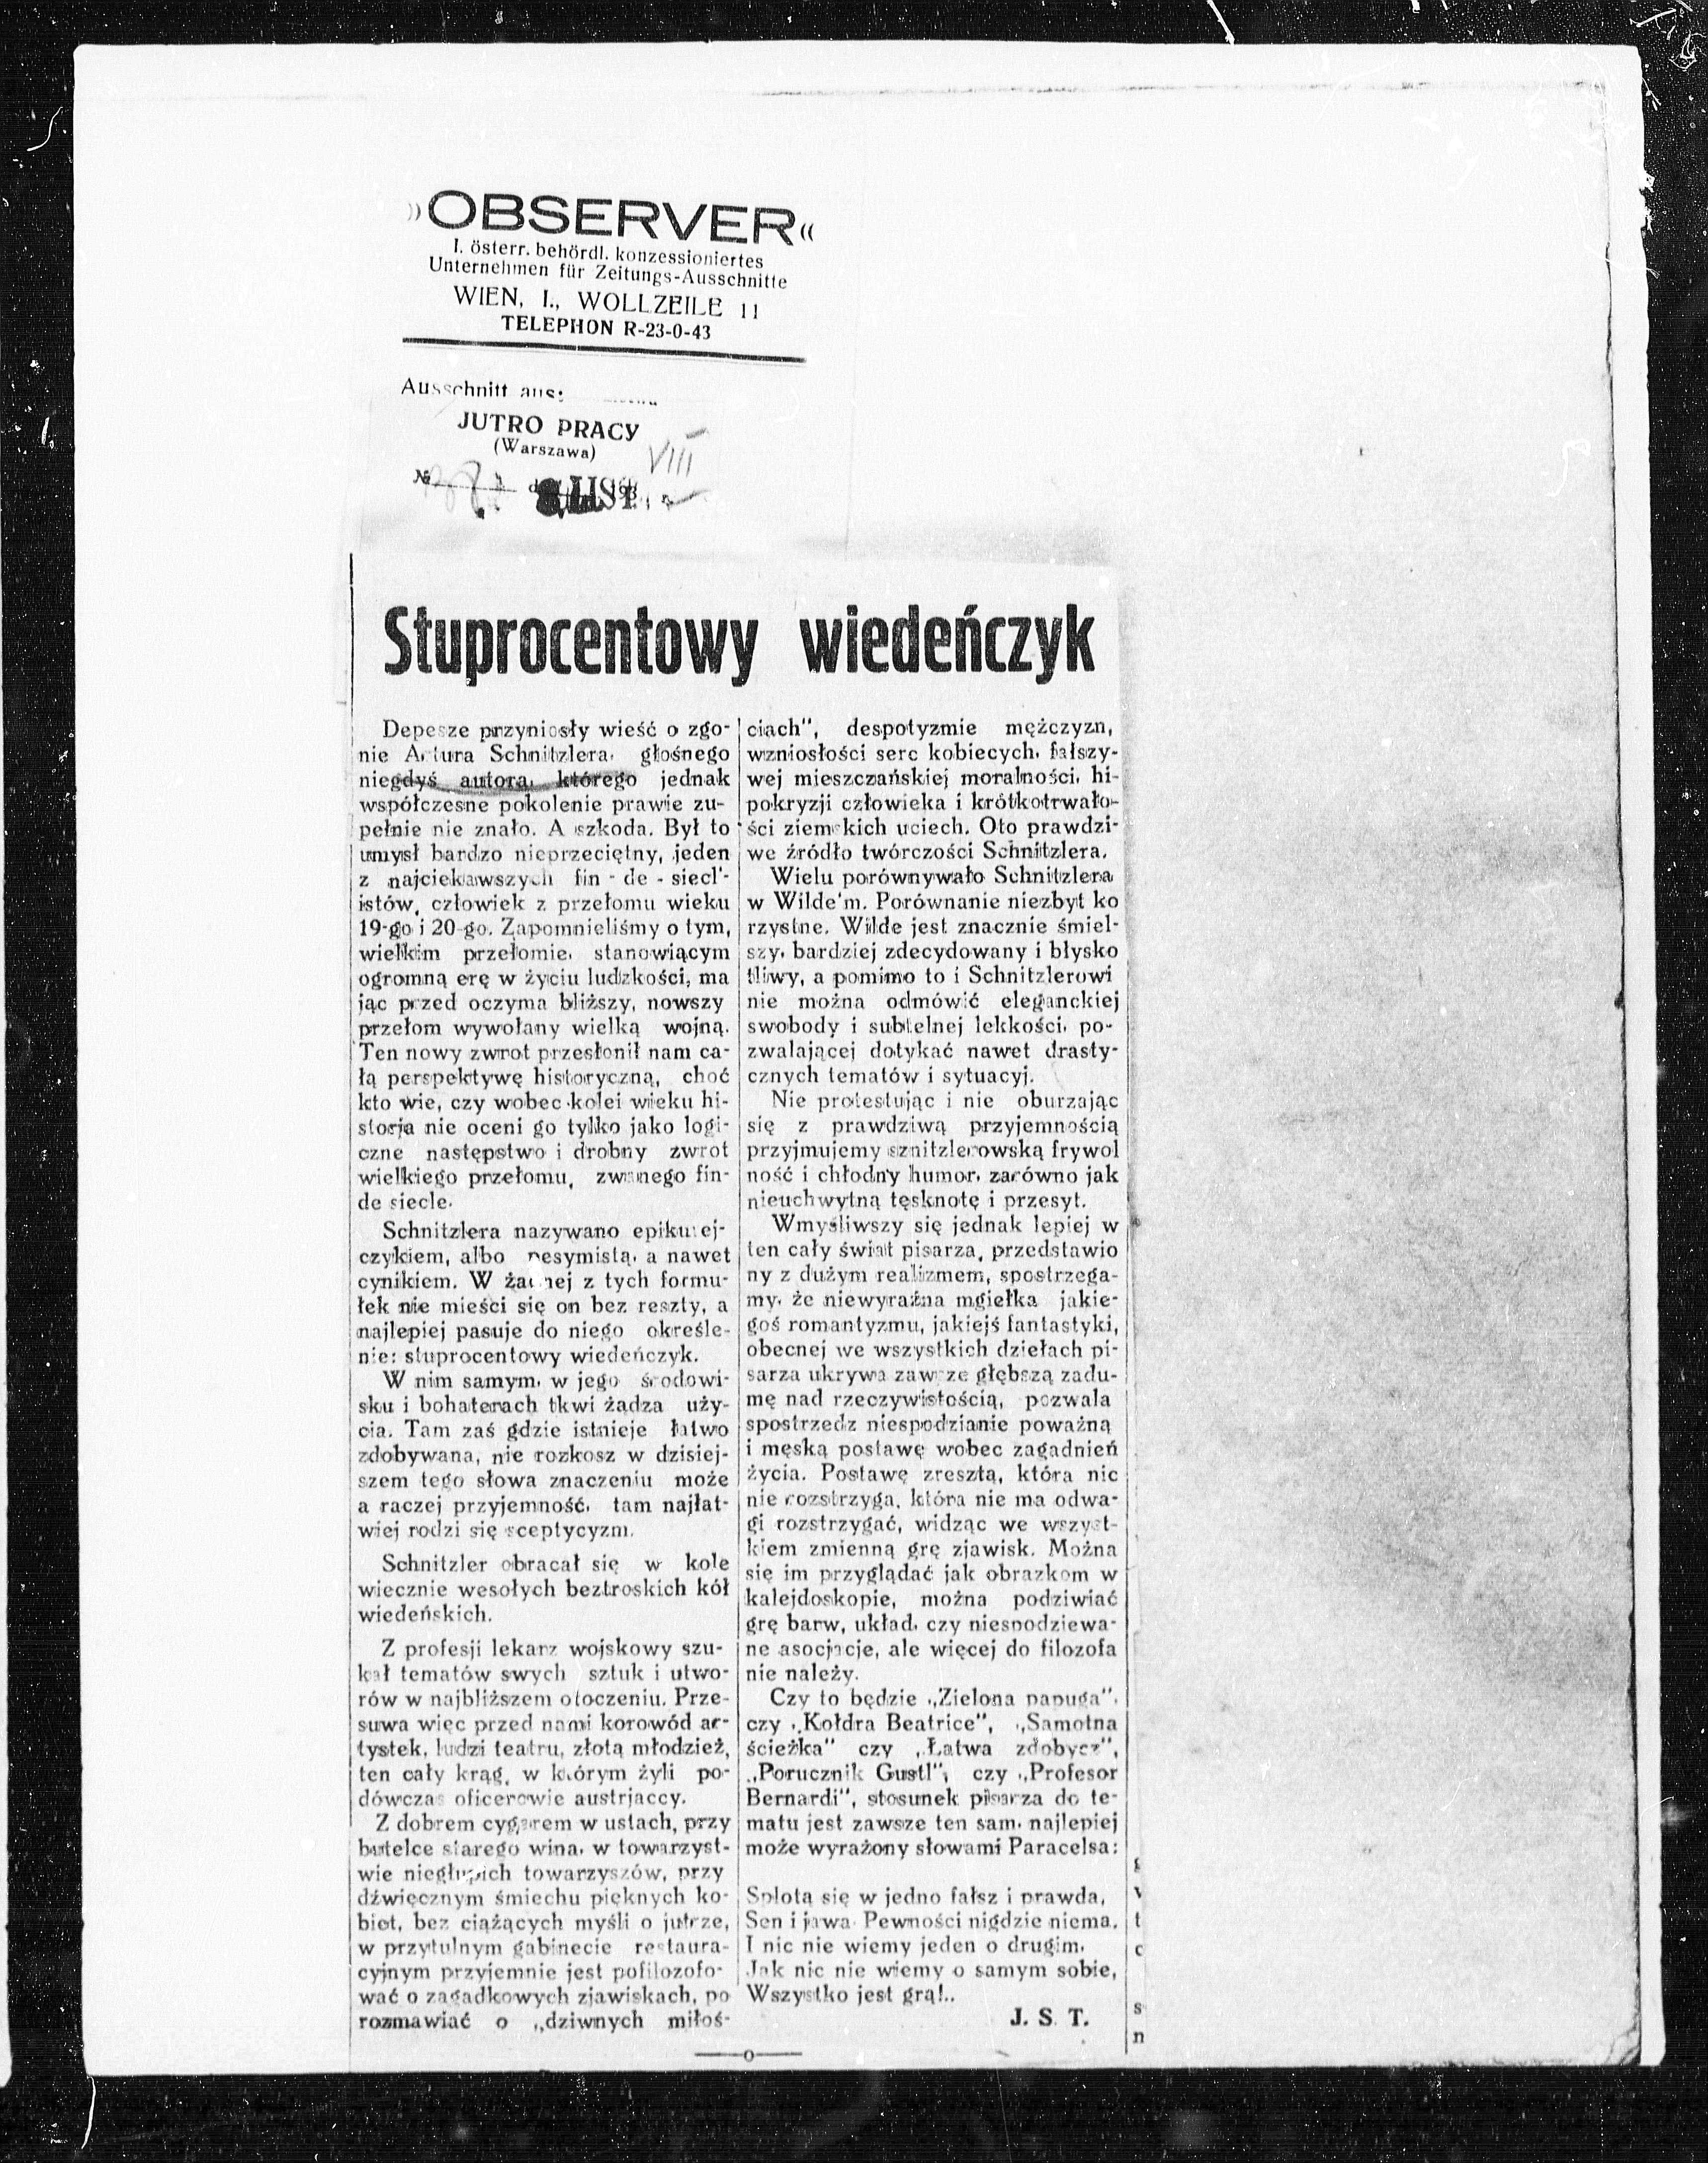 »OBSERVER«
I. österr. behördl. konzessioniertes
Unternehmen für Zeitungs-Ausschnitte
WIEN, I., WOLLZEILE 11
TELEPHON R-23-0-43
Ausschnitt aus:
JUTRO PRACY
(Warszawa)
VIII
№
LIST.
Stuprocentowy wiedeńczyk
Depesze przyniosły wieść o zgo-
nie Artura Schnitzlera, głośnego
niegdyś autora, którego jednak
współczesne pokolenie prawie zu-
pełnie nie znało. A szkoda. Był to
umysł bardzo nieprzeciętny, jeden
z najciekawszych fin - de - siecl'-
istów, człowiek z przełomu wieku
19-go i 20-go. Zapomnieliśmy o tym,
wielkim przełomie, stanowiącym
ogromną erę w życiu ludzkości, ma
jąc przed oczyma bliższy, nowszy
przełom wywołany wielką wojną.
Ten nowy zwrot przesłonił nam ca-
łą perspektywę historyczną, choć
kto wie, czy wobec kolei wieku hi-
storja nie oceni go tylko jako logi-
czne następstwo i drobny zwrot
wielkiego przełomu, zwanego fin-
de siecle.
Schnitzlera nazywano epikurej-
czykiem, albo pesymistą, a nawet
cynikiem. W żadnej z tych formu-
łek nie mieści się on bez reszty, a
najlepiej pasuje do niego określe-
nie: stuprocentowy wiedeńczyk.
W nim samym, w jego środowi-
sku i bohaterach tkwi żądza uży-
cia. Tam zaś gdzie istnieje łatwo
zdobywana, nie rozkosz w dzisiej-
szem tego słowa znaczeniu może
a raczej przyjemność, tam najłat-
wiej rodzi się sceptycyzm.
Schnitzler obracał się w kole
wiecznie wesołych beztroskich kół
wiedeńskich.
Z profesji lekarz wojskowy szu-
kał tematów swych sztuk i utwo-
rów w najbliższem otoczeniu. Prze-
suwa więc przed nami korowód ar-
tystek, ludzi teatru, złotą młodzież,
ten cały krąg, w którym żyli po-
dówczas oficerowie austrjaccy.
Z dobrem cygarem w ustach, przy
butelce starego wina, w towarzyst-
wie niegłupich towarzyszów, przy
dźwięcznym śmiechu pięknych ko-
biet, bez ciążących myśli o jutrze,
w przytulnym gabinecie restaura-
cyjnym przyjemnie jest pofilozofo-
wać o zagadkowych zjawiskach, po
rozmawiać o „dziwnych miłoś-
ciach", despotyzmie mężczyzn,
wzniosłości serc kobiecych, fałszy-
wej mieszczańskiej moralności, hi-
pokryzji człowieka i krótkotrwało-
ści ziemskich uciech. Oto prawdzi-
we źródło twórczości Schnitzlera.
Wielu porównywało Schnitzlera
w Wilde'm. Porównanie niezbyt ko
rzystne. Wilde jest znacznie śmiel-
szy, bardziej zdecydowany i błysko
tliwy, a pomimo to i Schnitzlerowi
nie można odmówić eleganckiej
swobody i subtelnej lekkości, po-
zwalającej dotykać nawet drasty-
cznych tematów i sytuacyj.
Nie protestując i nie oburzając
się z prawdziwą przyjemnością
przyjmujemy sznitzlerowską frywol
ność i chłodny humor, zarówno jak
nieuchwytną tęsknotę i przesyt.
Wmyśliwszy się jednak lepiej w
ten cały świat pisarza, przedstawio
ny z dużym realizmem, spostrzega-
my, że niewyraźna mgiełka jakie-
goś romantyzmu, jakiejś fantastyki,
obecnej we wszystkich dziełach pi-
sarza ukrywa zawsze głębszą zadu-
mę nad rzeczywistością, pozwala
spostrzedz niespodzianie poważną
i męską postawę wobec zagadnień
życia. Postawę zresztą, która nic
nie rozstrzyga, która nie ma odwa-
gi rozstrzygać, widząc we wszyst-
kiem zmienną grę zjawisk. Można
się im przyglądać jak obrazkom w
kalejdoskopie, można podziwiać
grę barw, układ, czy niespodziewa-
ne asocjacje, ale więcej do filozofa
nie należy.
Czy to będzie „Zielona papuga",
czy „Kołdra Beatrice", „Samotna
ścieżka" czy „Łatwa zdobycz",
„Porucznik Gustl", czy „Profesor
Bernardi", stosunek pisarza do te-
matu jest zawsze ten sam, najlepiej
może wyrażony słowami Paracelsa:
Splotą się w jedno fałsz i prawda,
Sen i jawa. Pewności nigdzie niema,
I nic nie wiemy jeden o drugim,
Jak nic nie wiemy o samym sobie,
Wszystko jest grą!..
J. S. T.